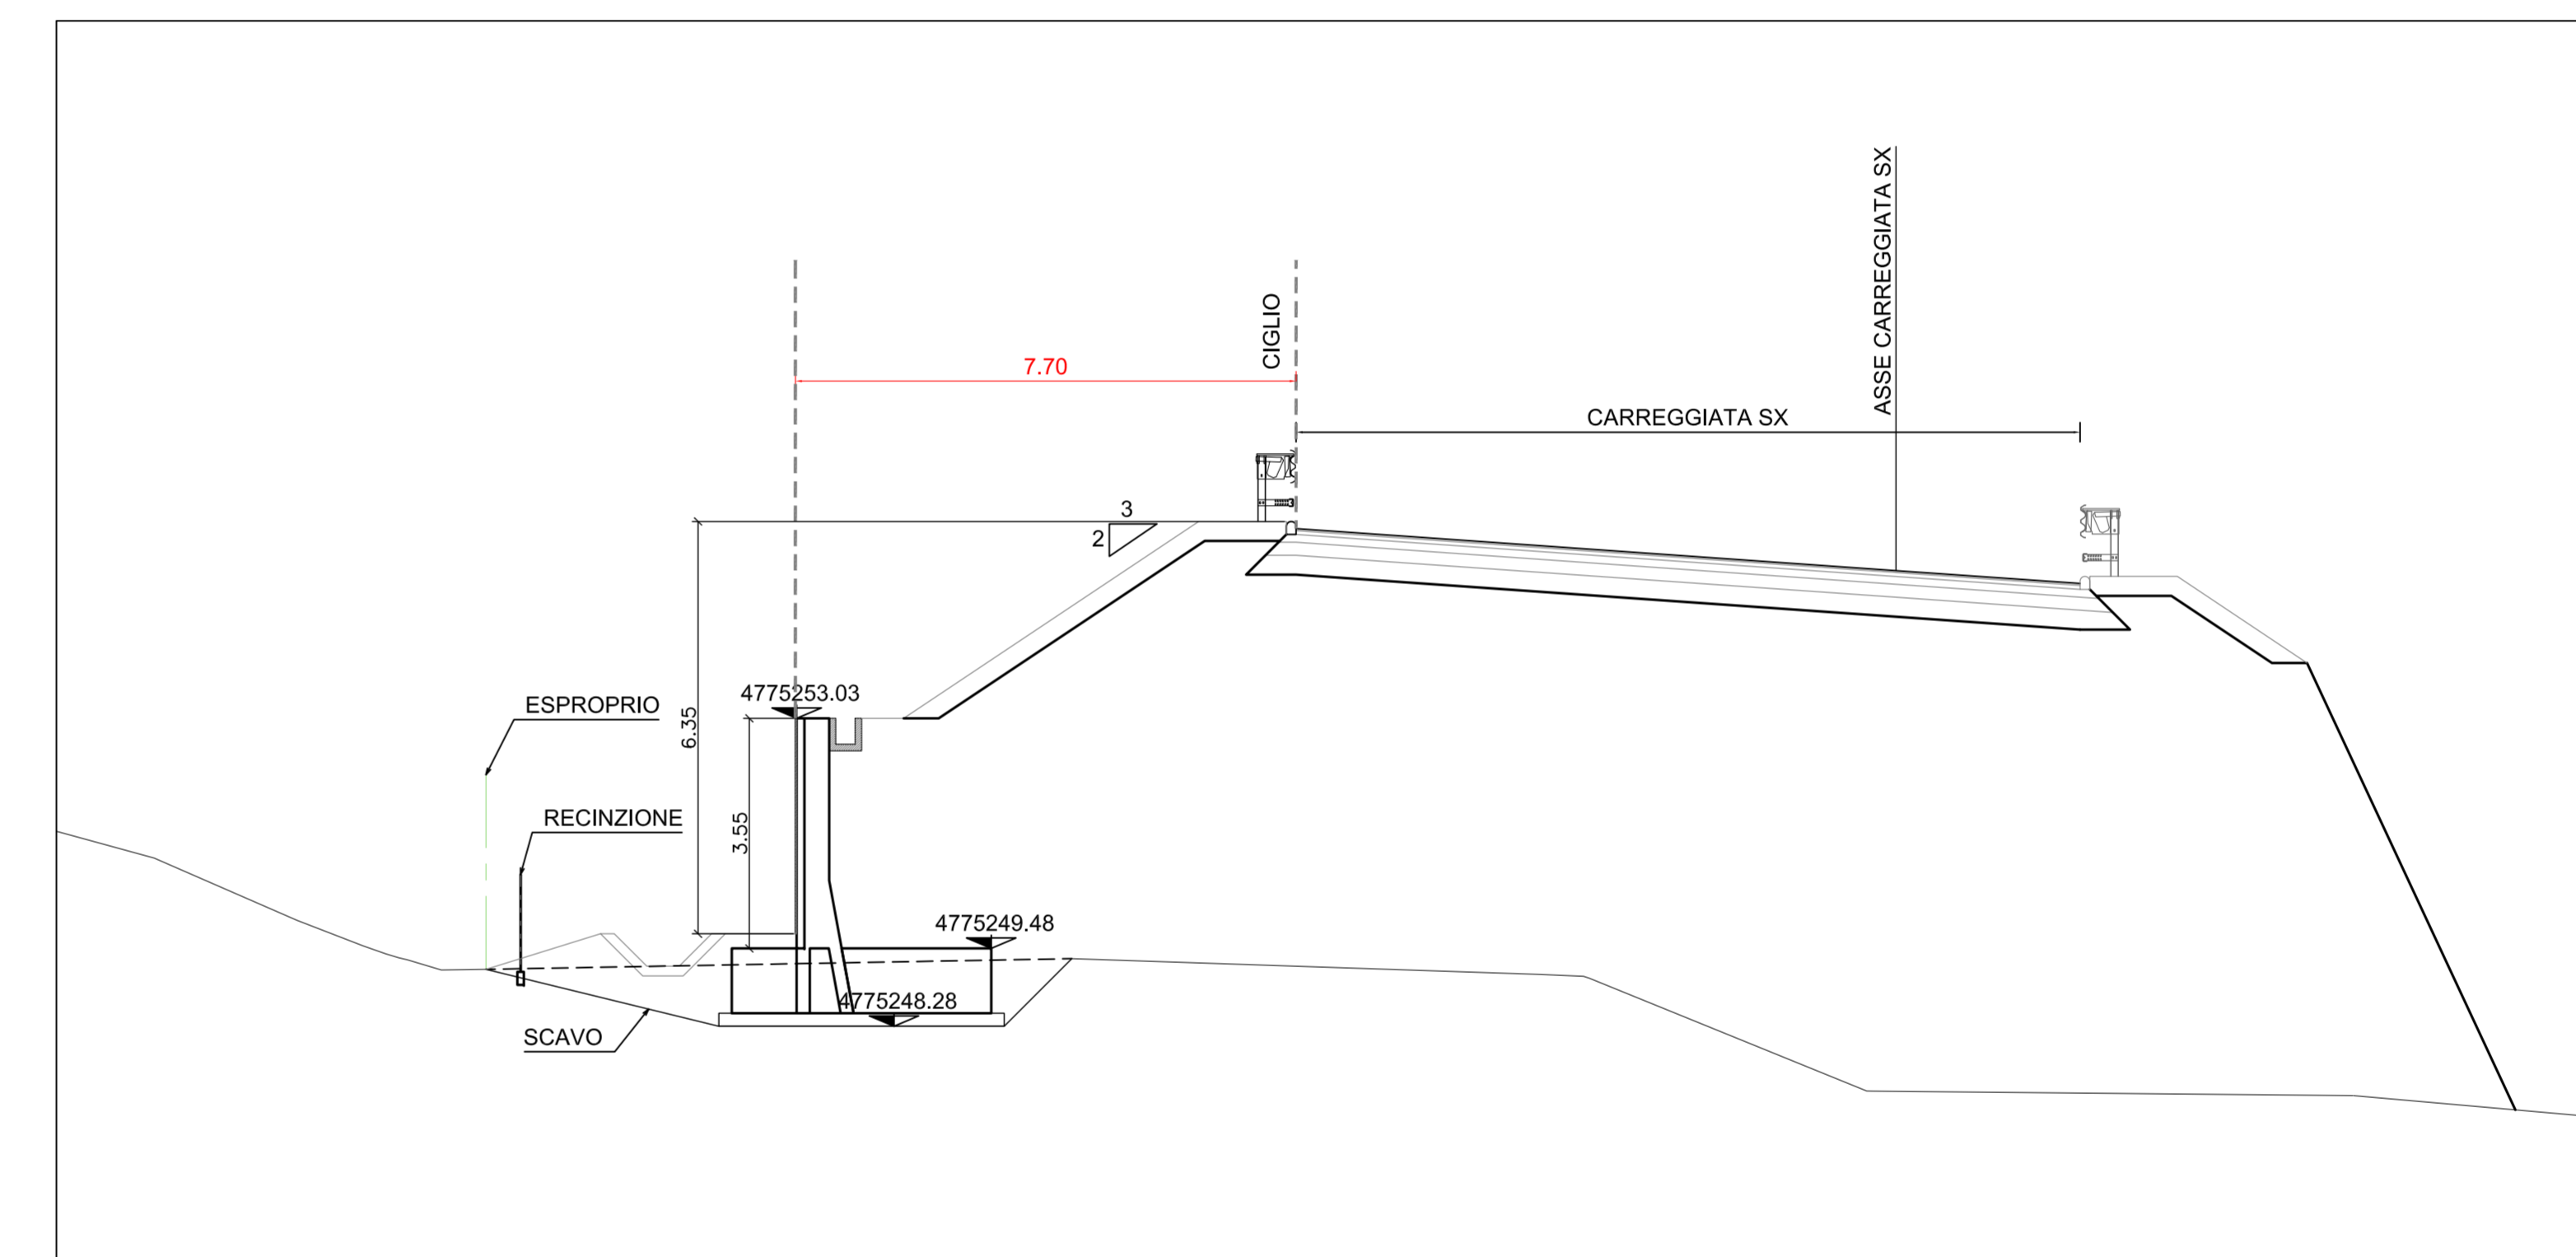 ASSE CARREGGIATA SX
CIGLIO
7.70
CARREGGIATA SX
3
2
4775253.03
ESPROPRIO
6.35
RECINZIONE
3.55
4775249.48
4775248.28
SCAVO